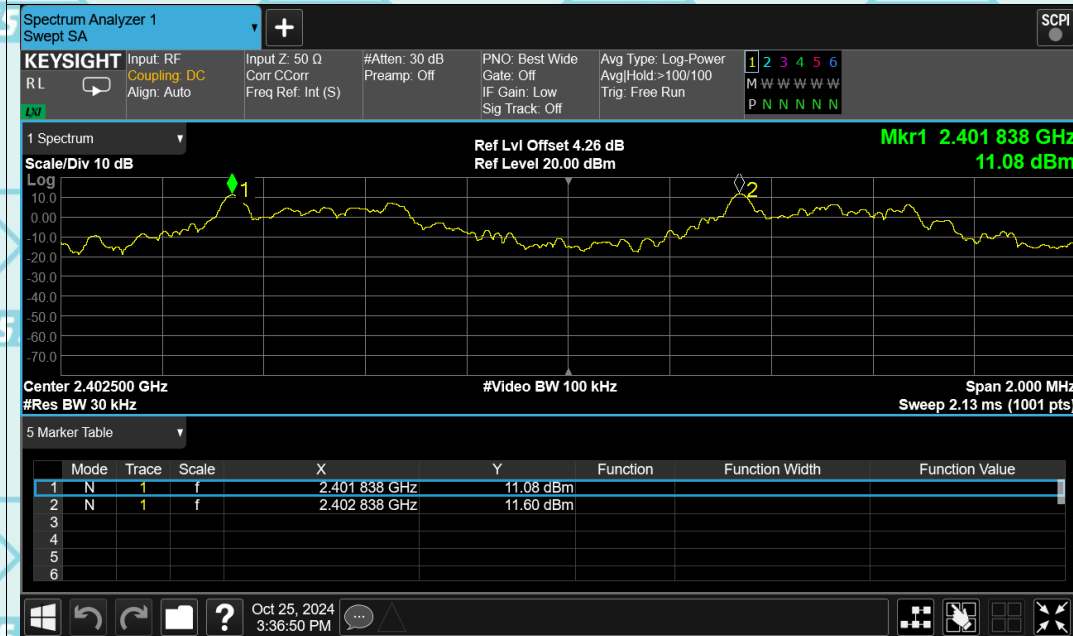 Spectrum Analyzer 1
Swept SA
+
SCPI
KEYSIGHT
RL
LXI
Input: RF
Coupling: DC
Align: Auto
Input Z: 50 Ω
Corr CCorr
Freq Ref: Int (S)
#Atten: 30 dB
Preamp: Off
PNO: Best Wide
Gate: Off
IF Gain: Low
Sig Track: Off
Avg Type: Log-Power
Avg|Hold:>100/100
Trig: Free Run
1 2 3 4 5 6
M W W W W W
P N N N N N
1 Spectrum
Scale/Div 10 dB
Ref Lvl Offset 4.26 dB
Ref Level 20.00 dBm
Mkr1 2.401 838 GHz
11.08 dBm
Log
1
2
10.0
0.00
-10.0
-20.0
-30.0
-40.0
-50.0
-60.0
-70.0
Center 2.402500 GHz
#Video BW 100 kHz
Span 2.000 MHz
#Res BW 30 kHz
Sweep 2.13 ms (1001 pts)
5 Marker Table
Mode Trace Scale X Y Function Function Width Function Value
1 N 1 f 2.401 838 GHz 11.08 dBm
2 N 1 f 2.402 838 GHz 11.60 dBm
3
4
5
6
?
Oct 25, 2024
3:36:50 PM